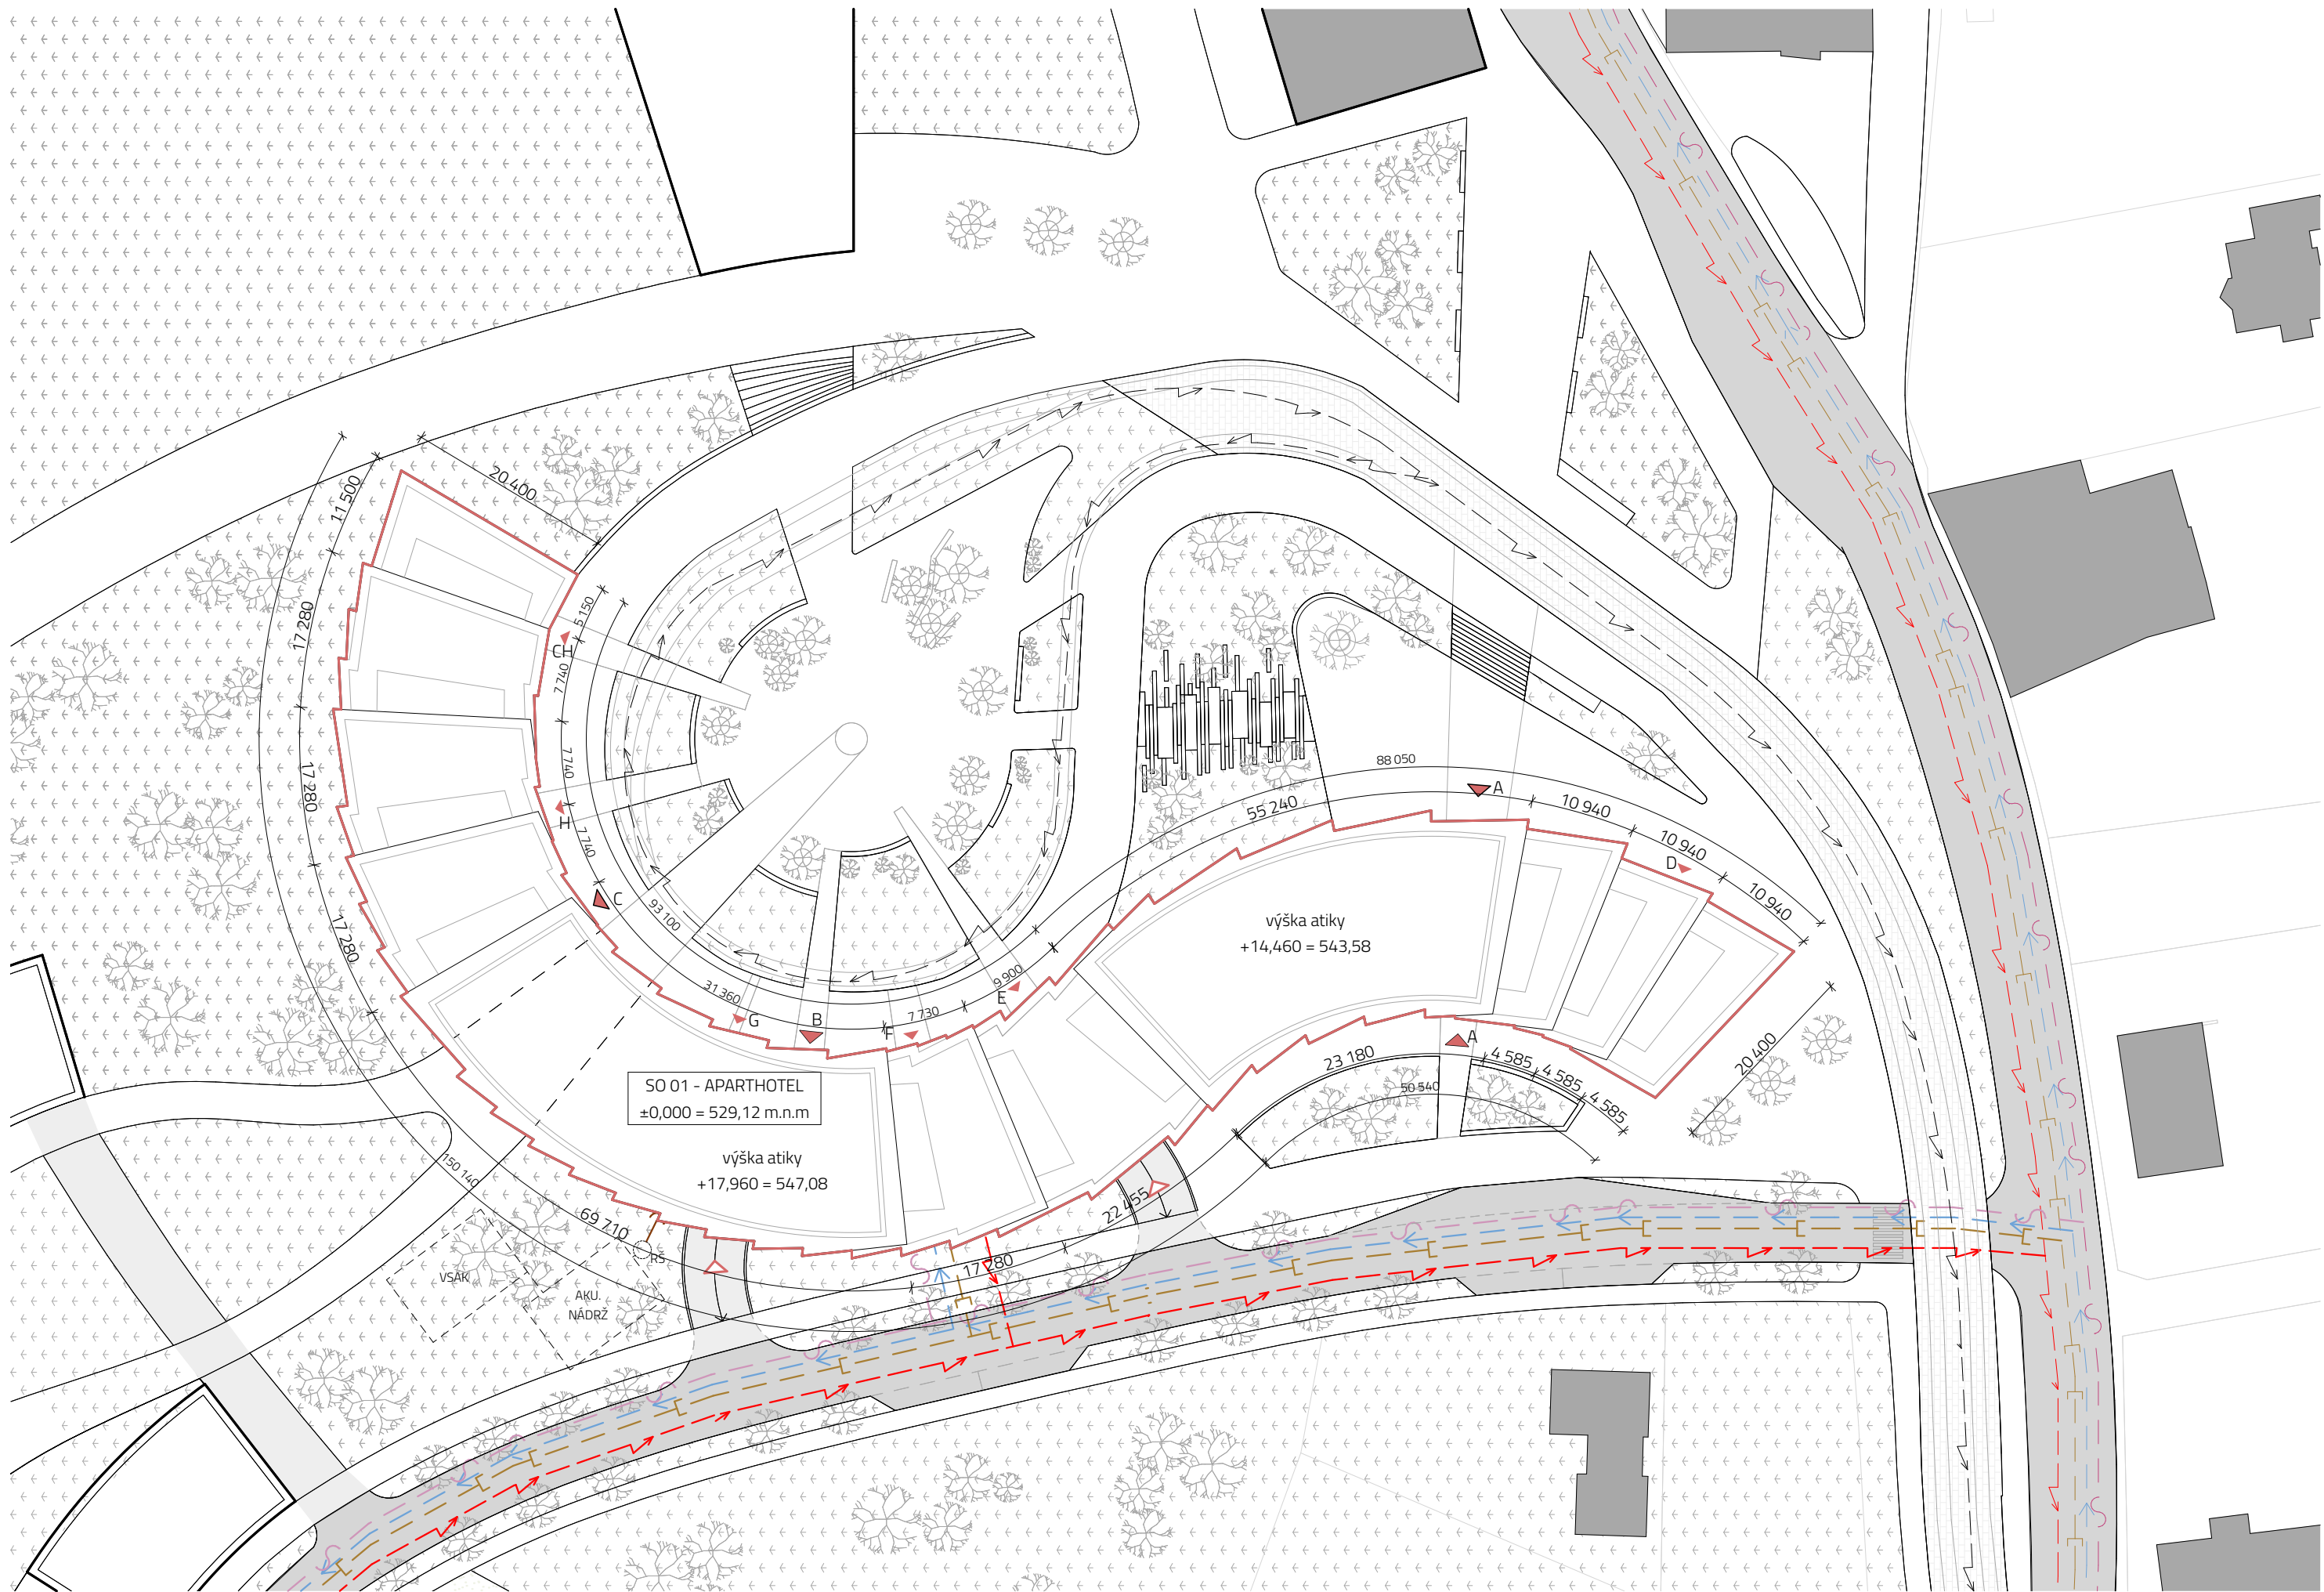 11 500
20 400
17 280
5 150
CH
7 740
17 280
7 740
H
7 740
88 050
55 240
A
10 940
10 940
D
10 940
C
93 100
17 280
výška atiky
+14,460 = 543,58
31 360
G
B
F
7 730
9 900
E
A
23 180
4 585
4 585
4 585
50 540
20 400
SO 01 - APARTHOTEL
±0,000 = 529,12 m.n.m
výška atiky
+17,960 = 547,08
150 140
69 710
22 455
17 280
RŠ
VSAK
AKU.
NÁDRŽ